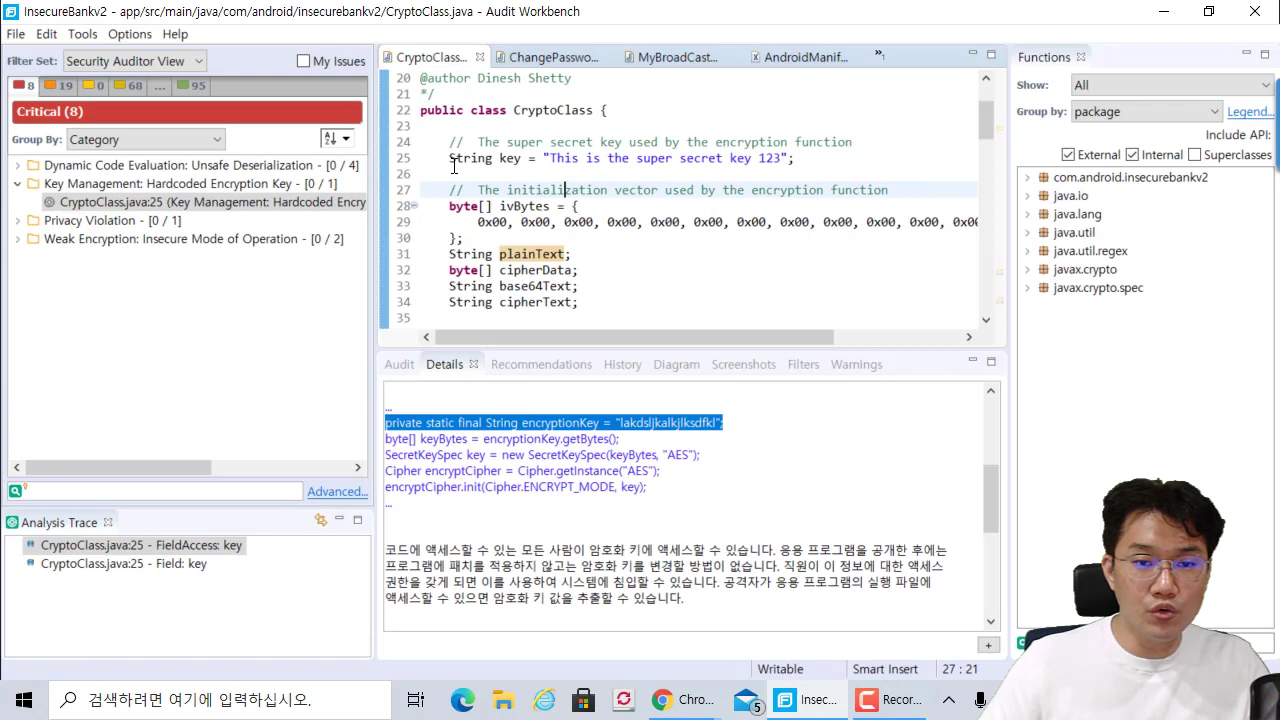 InsecureBankv2 - app/src/main/java/com/android/insecurebankv2/CryptoClass.java - Audit Workbench
File Edit Tools Options Help
Filter Set: Security Auditor View
My Issues
8 19 0 68 ... 95
Critical (8)
Group By: Category
Dynamic Code Evaluation: Unsafe Deserialization - [0 / 4]
Key Management: Hardcoded Encryption Key - [0 / 1]
CryptoClass.java:25 (Key Management: Hardcoded Encry
Privacy Violation - [0 / 1]
Weak Encryption: Insecure Mode of Operation - [0 / 2]
Advanced...
Analysis Trace
CryptoClass.java:25 - FieldAccess: key
CryptoClass.java:25 - Field: key
CryptoClass... ChangePasswo... MyBroadCast... AndroidManif...
20 @author Dinesh Shetty
21 */
22 public class CryptoClass {
23
24 // The super secret key used by the encryption function
25 String key = "This is the super secret key 123";
26
27 // The initialization vector used by the encryption function
28 byte[] ivBytes = {
29 0x00, 0x00, 0x00, 0x00, 0x00, 0x00, 0x00, 0x00, 0x00, 0x00, 0x00, 0x0
30 };
31 String plainText;
32 byte[] cipherData;
33 String base64Text;
34 String cipherText;
35
Audit Details Recommendations History Diagram Screenshots Filters Warnings
...
private static final String encryptionKey = "lakdsljkalkjlksdfkl";
byte[] keyBytes = encryptionKey.getBytes();
SecretKeySpec key = new SecretKeySpec(keyBytes, "AES");
Cipher encryptCipher = Cipher.getInstance("AES");
encryptCipher.init(Cipher.ENCRYPT_MODE, key);
...
코드에 액세스할 수 있는 모든 사람이 암호화 키에 액세스할 수 있습니다. 응용 프로그램을 공개한 후에는
프로그램에 패치를 적용하지 않고는 암호화 키를 변경할 방법이 없습니다. 직원이 이 정보에 대한 액세스
권한을 갖게 되면 이를 사용하여 시스템에 침입할 수 있습니다. 공격자가 응용 프로그램의 실행 파일에
액세스할 수 있으면 암호화 키 값을 추출할 수 있습니다.
Functions
Show: All
Group by: package
Legend...
Include API:
External Internal Superclasses
com.android.insecurebankv2
java.io
java.lang
java.util
java.util.regex
javax.crypto
javax.crypto.spec
Writable Smart Insert 27 : 21
검색하려면 여기에 입력하십시오.
Chro... 5 Insec... Recor...